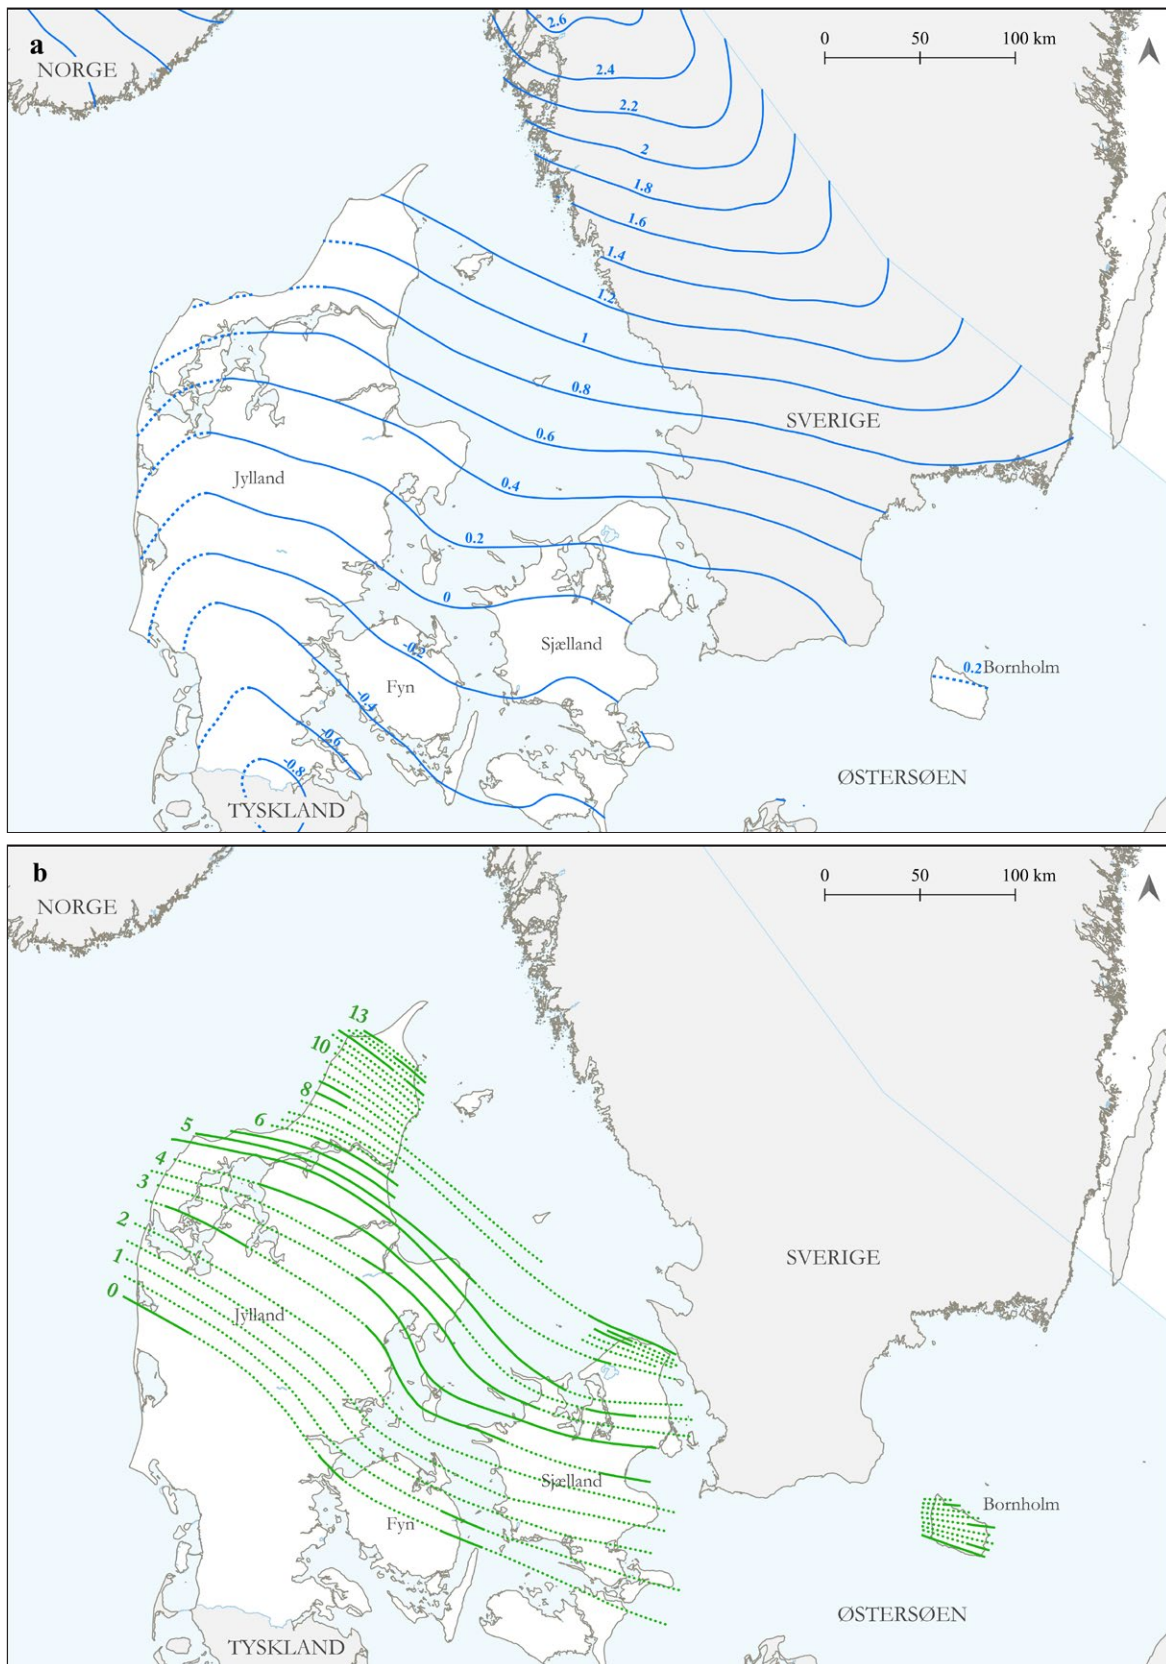 a
NORGE
0 50 100 km
2.6
2.4
2.2
2
1.8
1.6
1.4
1.2
1
0.8
SVERIGE
0.6
Jylland
0.4
0.2
0
Sjælland
-0.2
0.2
Bornholm
Fyn
-0.4
-0.6
-0.8
ØSTERSØEN
TYSKLAND
b
NORGE
0 50 100 km
13
10
8
6
5
4
3
2
1
0
SVERIGE
Jylland
Sjælland
Bornholm
Fyn
ØSTERSØEN
TYSKLAND